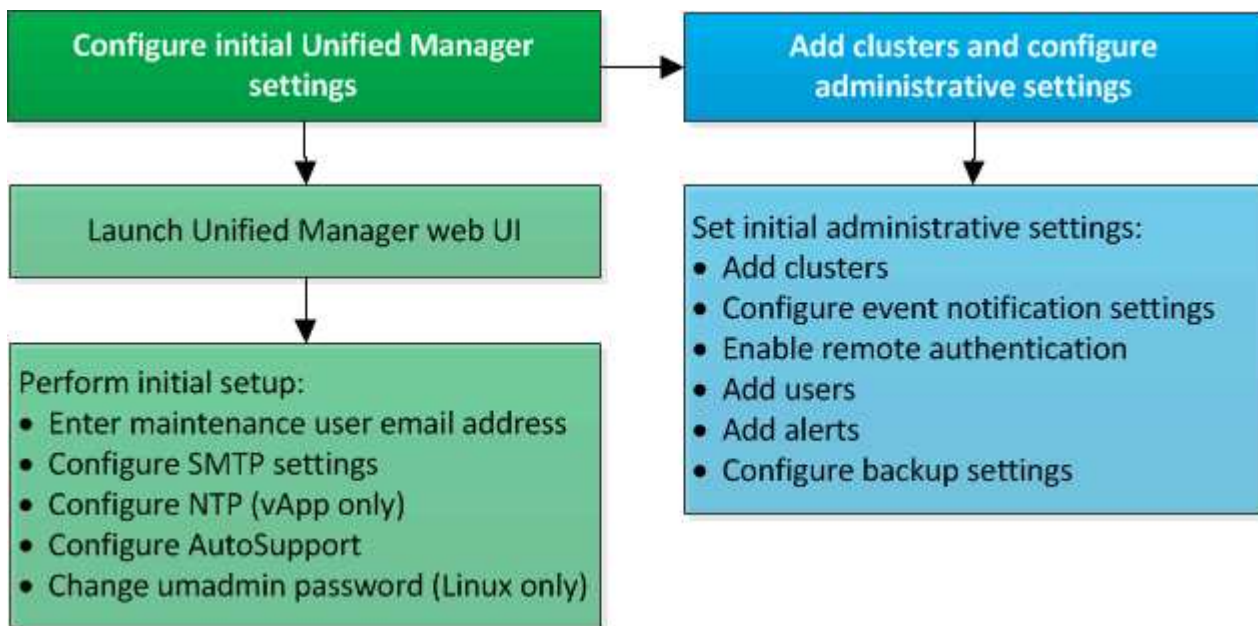 Configure initial Unified Manager
settings
Launch Unified Manager web UI
Perform initial setup:
• Enter maintenance user email address
• Configure SMTP settings
• Configure NTP (vApp only)
• Configure AutoSupport
• Change umadmin password (Linux only)
Add clusters and configure
administrative settings
Set initial administrative settings:
• Add clusters
• Configure event notification settings
• Enable remote authentication
• Add users
• Add alerts
• Configure backup settings